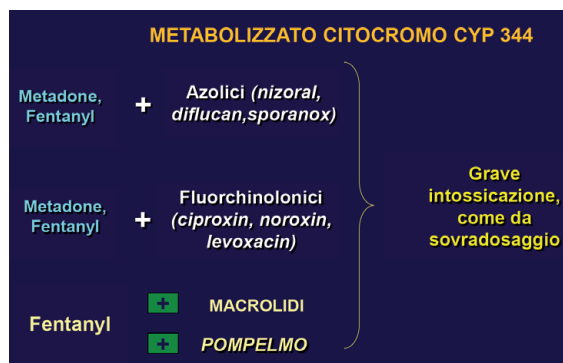 METABOLIZZATO CITOCROMO CYP 344
Metadone,
Fentanyl
+
Azolici (nizoral,
diflucan,sporanox)
Metadone,
Fentanyl
+
Fluorchinolonici
(ciproxin, noroxin,
levoxacin)
Fentanyl
+ MACROLIDI
+ POMPELMO
Grave
intossicazione,
come da
sovradosaggio